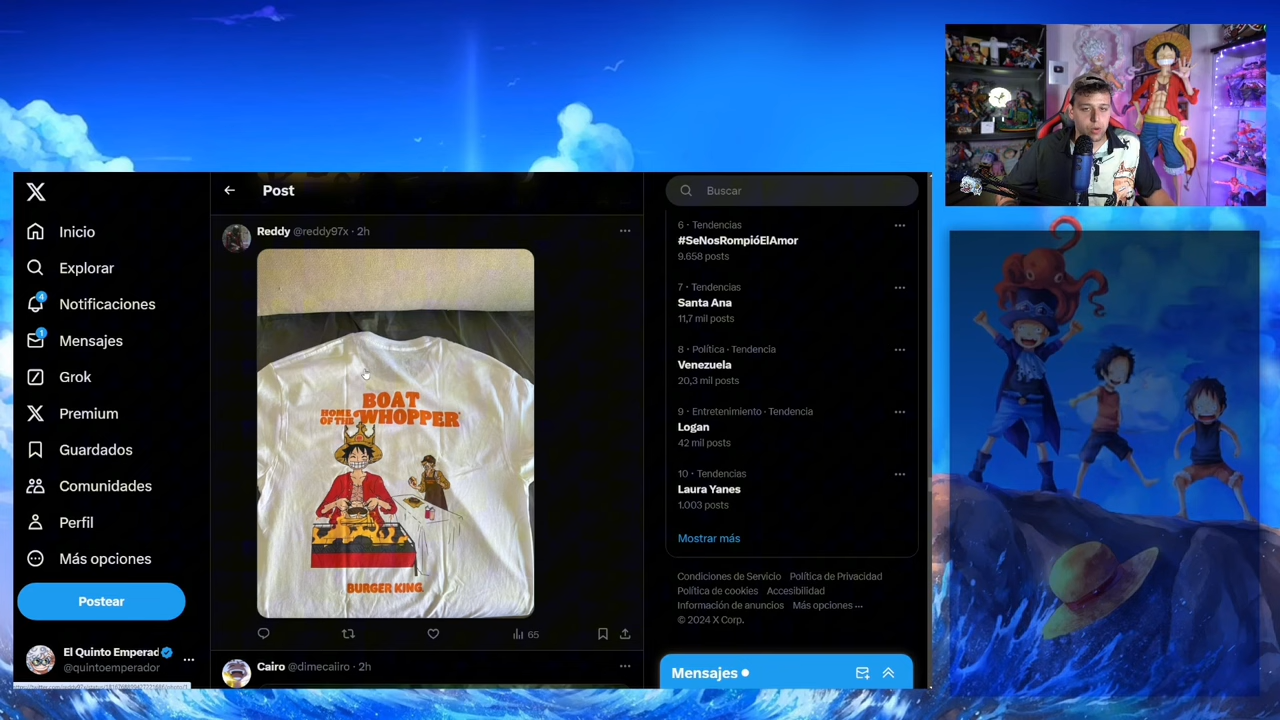 Post
Buscar
Inicio
Explorar
4
Notificaciones
1
Mensajes
Grok
Premium
Guardados
Comunidades
Perfil
Más opciones
Postear
El Quinto Emperad
@quintoemperador
Reddy @reddy97x · 2h
BOAT
HOME OF THE WHOPPER
BURGER KING
65
Cairo @dimecaiiro · 2h
6 · Tendencias
#SeNosRompióElAmor
9.658 posts
7 · Tendencias
Santa Ana
11,7 mil posts
8 · Política · Tendencia
Venezuela
20,3 mil posts
9 · Entretenimiento · Tendencia
Logan
42 mil posts
10 · Tendencias
Laura Yanes
1.003 posts
Mostrar más
Condiciones de Servicio Política de Privacidad
Política de cookies Accesibilidad
Información de anuncios Más opciones ···
© 2024 X Corp.
Mensajes